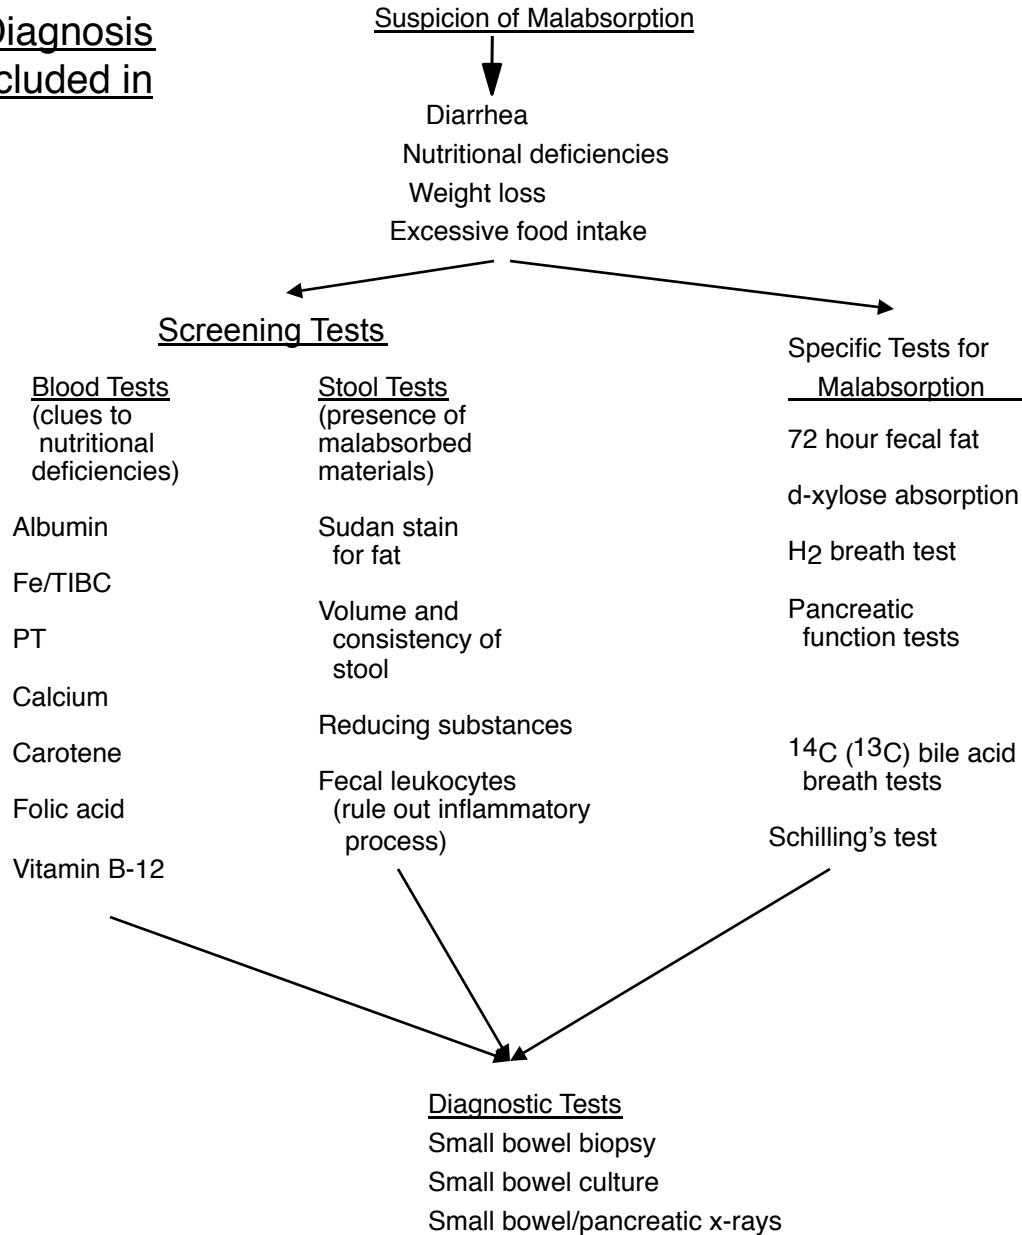 Diagnosis
cluded in
Suspicion of Malabsorption
Diarrhea
Nutritional deficiencies
Weight loss
Excessive food intake
Screening Tests
Blood Tests
(clues to
nutritional
deficiencies)
Albumin
Fe/TIBC
PT
Calcium
Carotene
Folic acid
Vitamin B-12
Stool Tests
(presence of
malabsorbed
materials)
Sudan stain
for fat
Volume and
consistency of
stool
Reducing substances
Fecal leukocytes
(rule out inflammatory
process)
Specific Tests for
Malabsorption
72 hour fecal fat
d-xylose absorption
H2 breath test
Pancreatic
function tests
14C (13C) bile acid
breath tests
Schilling’s test
Diagnostic Tests
Small bowel biopsy
Small bowel culture
Small bowel/pancreatic x-rays